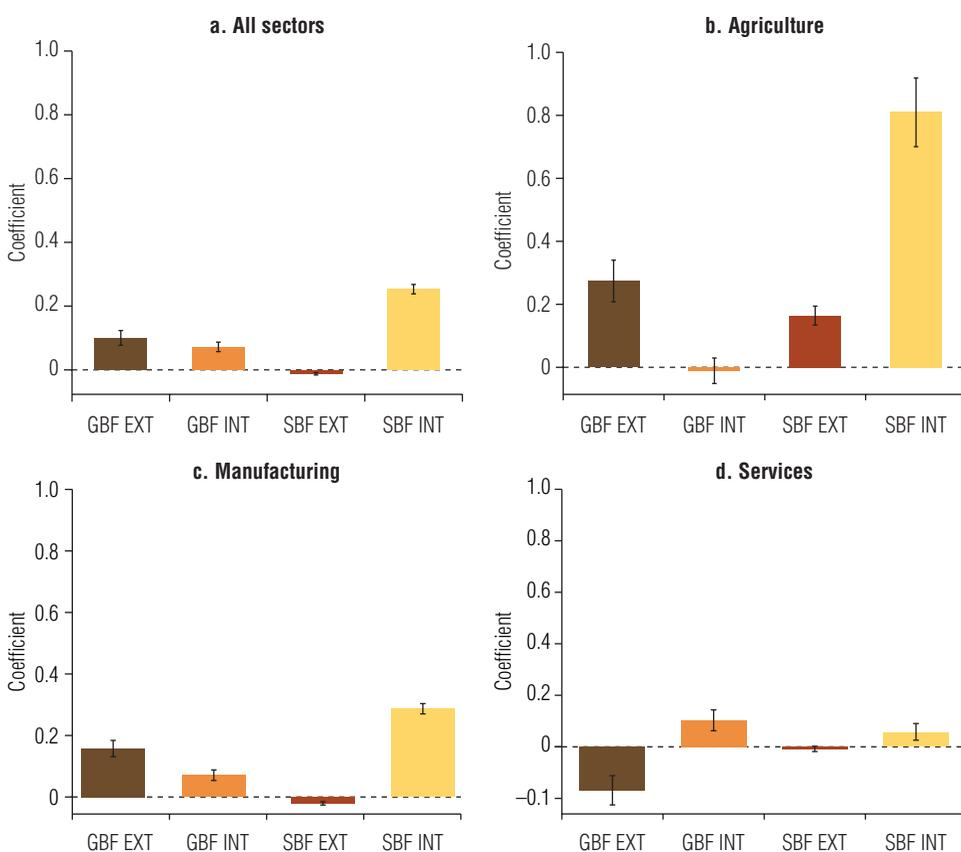 a. All sectors
1.0
0.8
0.6
0.4
0.2
0
Coefficient
GBF EXT GBF INT SBF EXT SBF INT
b. Agriculture
1.0
0.8
0.6
0.4
0.2
0
Coefficient
GBF EXT GBF INT SBF EXT SBF INT
c. Manufacturing
1.0
0.8
0.6
0.4
0.2
0
Coefficient
GBF EXT GBF INT SBF EXT SBF INT
d. Services
1.0
0.8
0.6
0.4
0.2
0
–0.1
Coefficient
GBF EXT GBF INT SBF EXT SBF INT